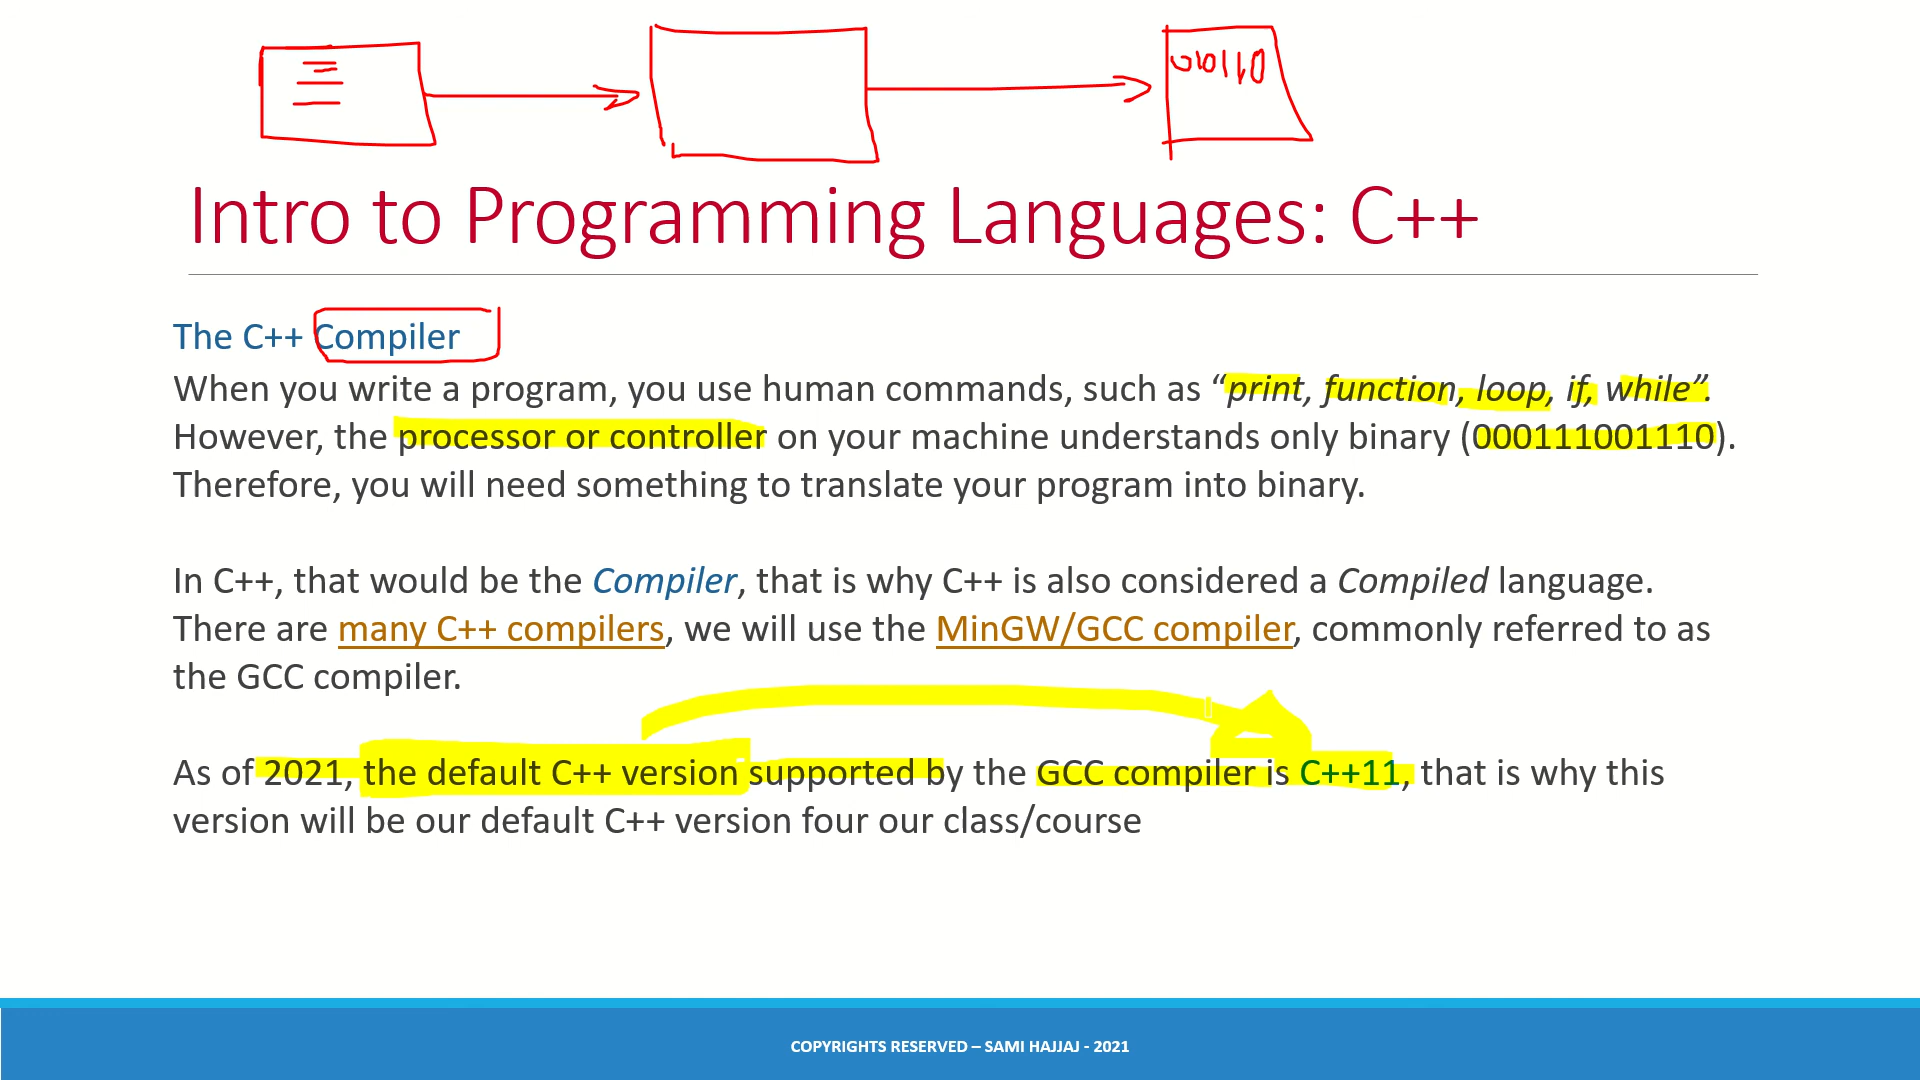 010110
Intro to Programming Languages: C++
The C++ Compiler
When you write a program, you use human commands, such as “print, function, loop, if, while”.
However, the processor or controller on your machine understands only binary (000111001110).
Therefore, you will need something to translate your program into binary.
In C++, that would be the Compiler, that is why C++ is also considered a Compiled language.
There are many C++ compilers, we will use the MinGW/GCC compiler, commonly referred to as
the GCC compiler.
As of 2021, the default C++ version supported by the GCC compiler is C++11, that is why this
version will be our default C++ version four our class/course
COPYRIGHTS RESERVED – SAMI HAJJAJ - 2021